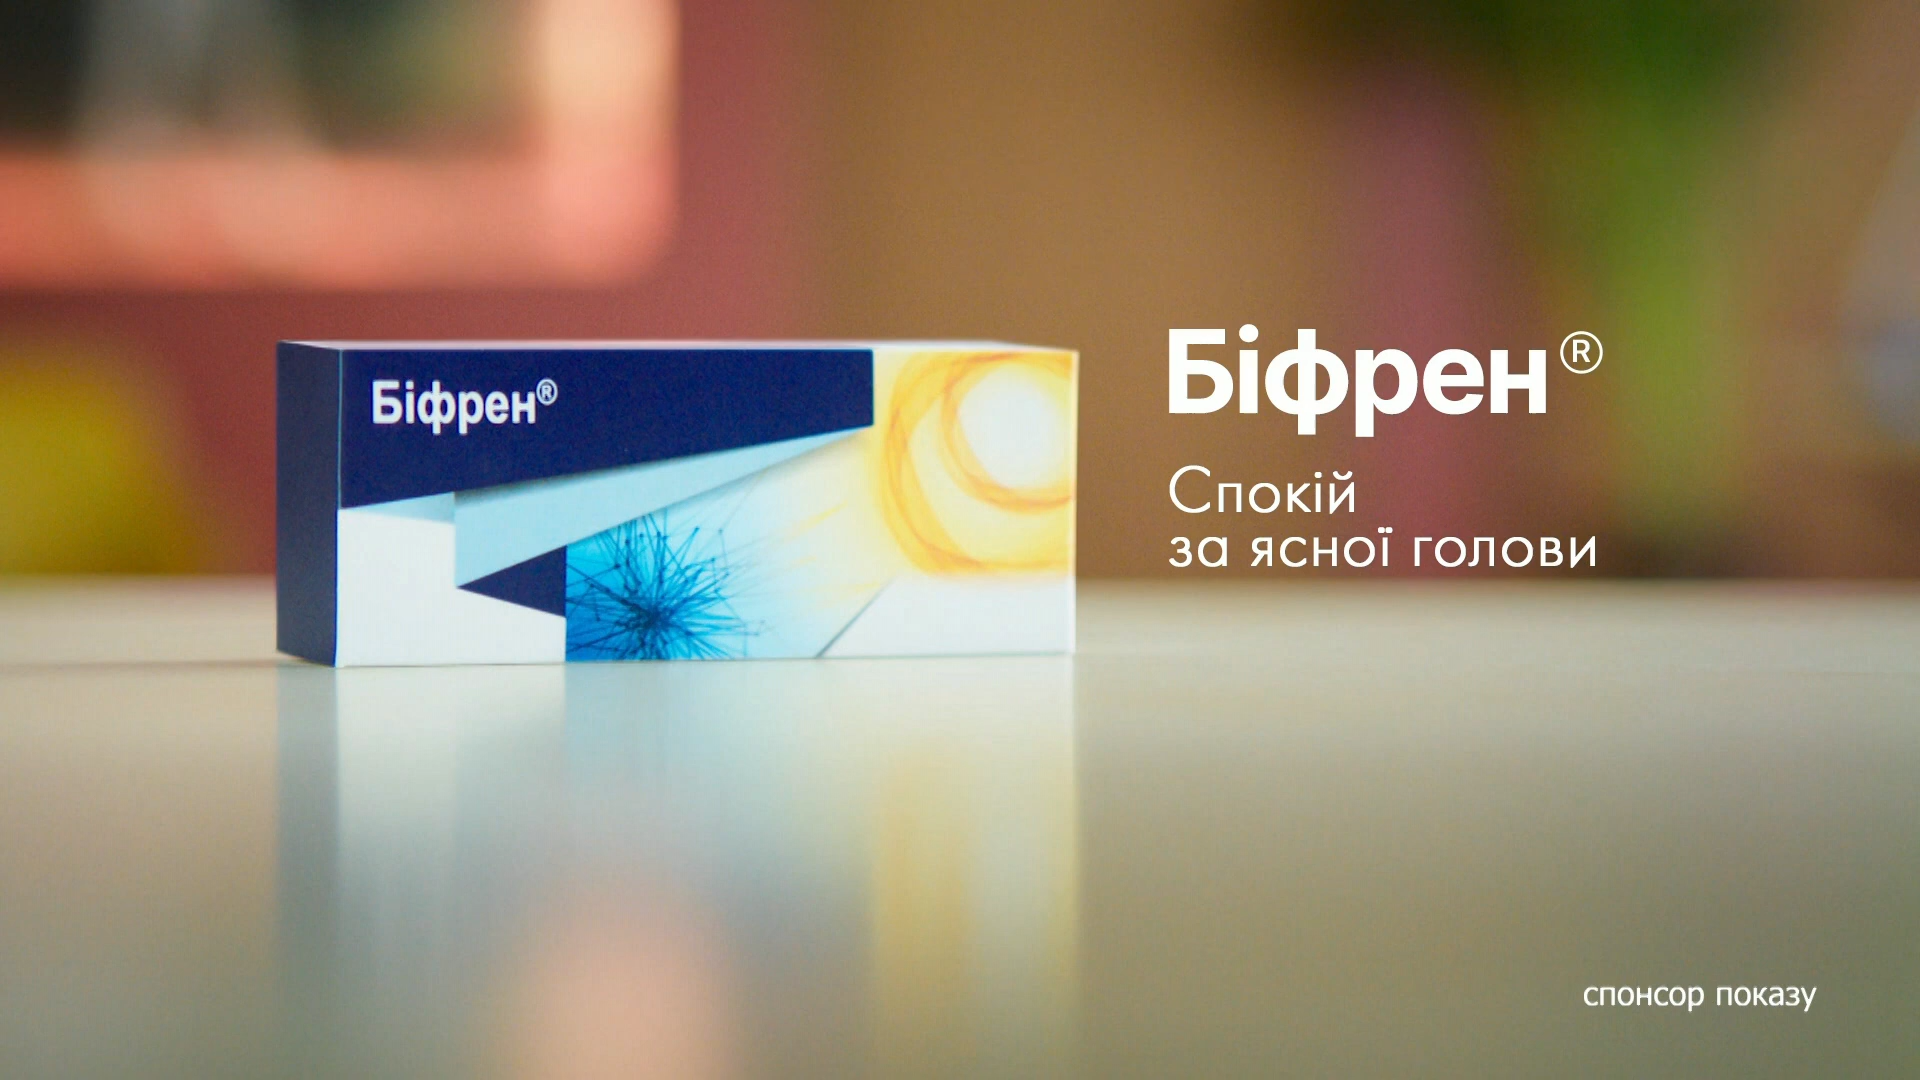 Біфрен®
Біфрен®
Спокій
за ясної голови
спонсор показу